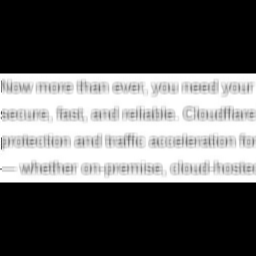 Now more than ever, you need your
secure, fast, and reliable. Cloudflare
protection and traffic acceleration for
— whether on-premise, cloud-hosted